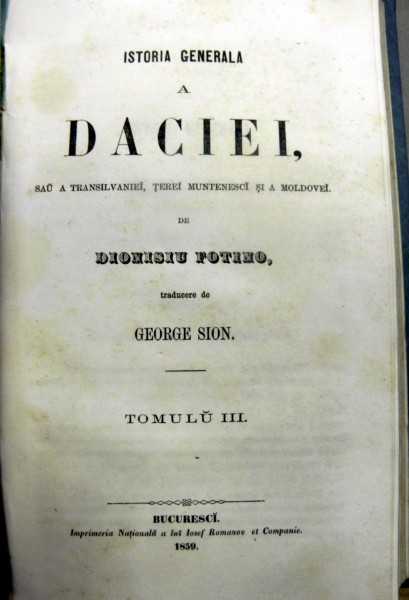 ISTORIA GENERALA
A
DACIEI,
SAŬ A TRANSILVANIEĬ, ȚEREĬ MUNTENESCĬ ȘI A MOLDOVEĬ.
DE
DIONISIU FOTINO,
traducere de
GEORGE SION.
TOMULŬ III.
BUCURESCĬ.
Imprimeria Națională a lui Iosef Romanov et Companie.
1859.